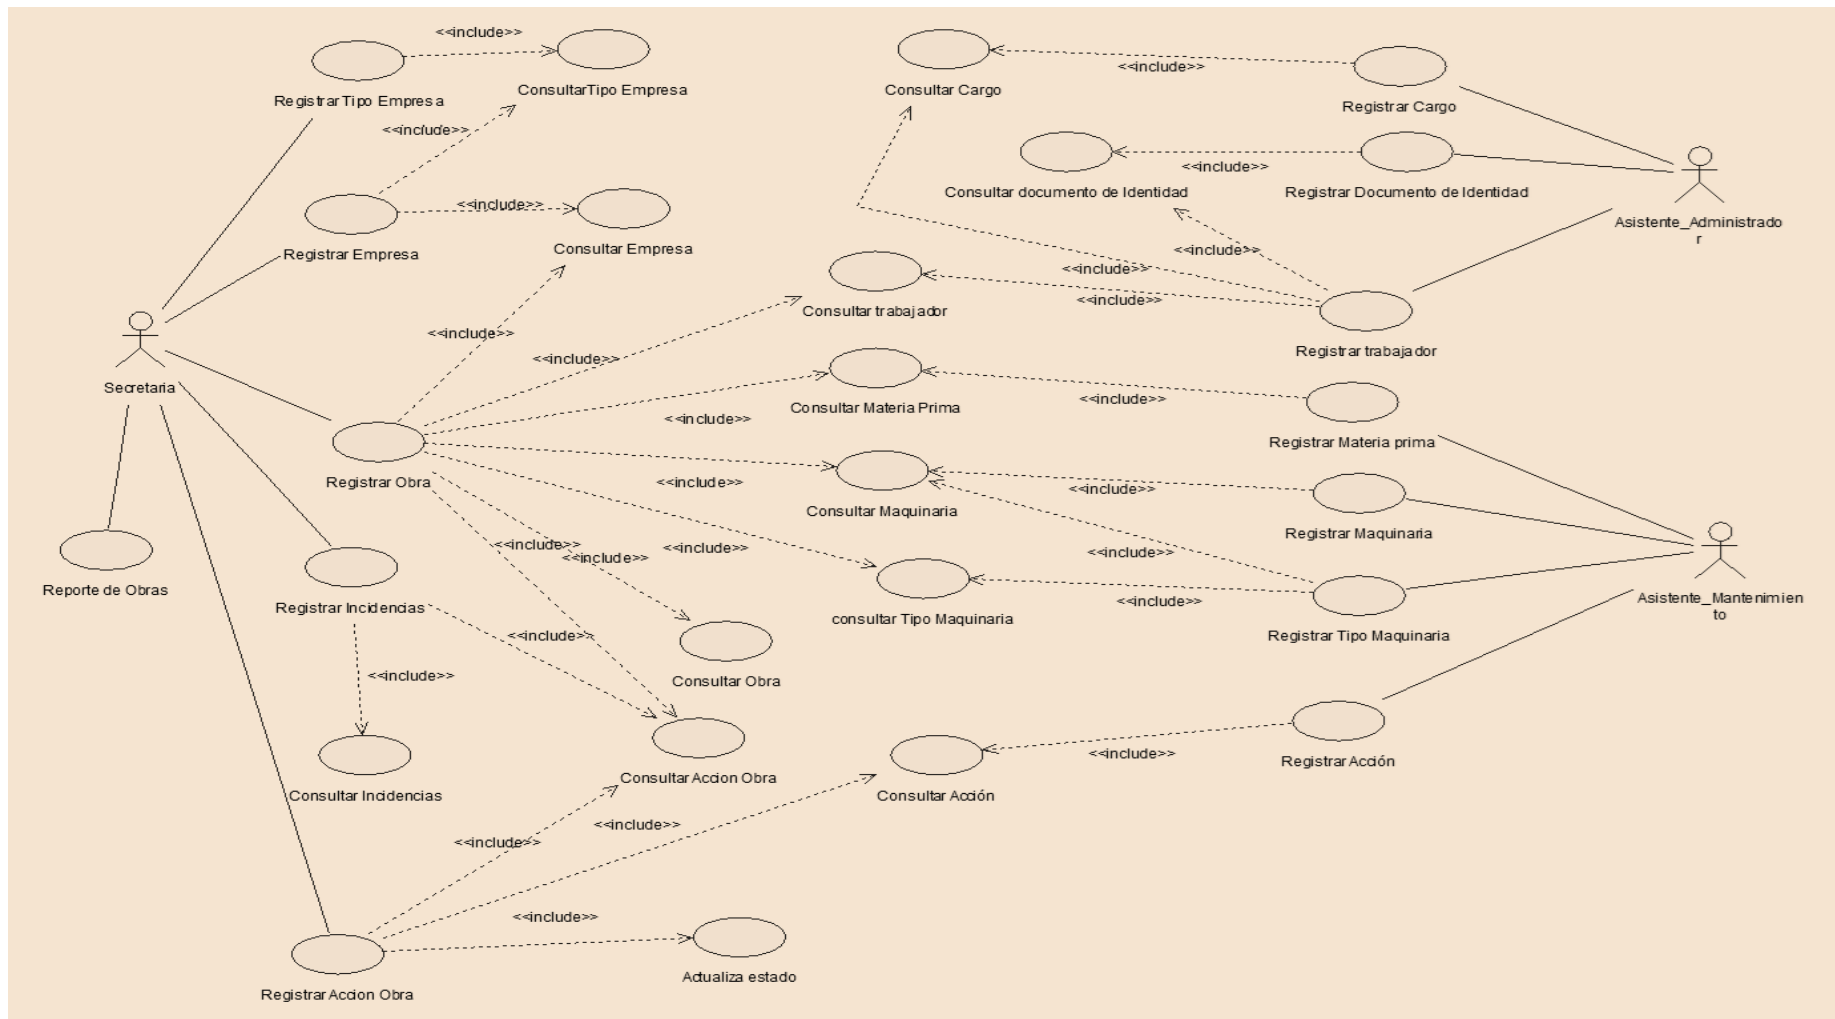 <<include>>
ConsultarTipo Empresa
Registrar Tipo Empresa
<<include>>
Consultar Cargo
<<include>>
Registrar Cargo
<<include>>
Consultar documento de Identidad
Registrar Documento de Identidad
Asistente_Administrado
r
<<include>>
Registrar Empresa
Consultar Empresa
<<include>>
<<include>>
<<include>>
Consultar trabajador
Registrar trabajador
<<include>>
<<include>>
Secretaria
Consultar Materia Prima
<<include>>
<<include>>
Registrar Materia prima
Registrar Obra
<<include>>
Consultar Maquinaria
<<include>>
Registrar Maquinaria
<<include>>
<<include>>
<<include>>
<<include>>
Reporte de Obras
Registrar Incidencias
consultar Tipo Maquinaria
<<include>>
Registrar Tipo Maquinaria
Asistente_Mantenimien
to
<<include>>
<<include>>
Consultar Obra
Consultar Incidencias
Consultar Accion Obra
Consultar Acción
<<include>>
Registrar Acción
<<include>>
<<include>>
<<include>>
Registrar Accion Obra
Actualiza estado